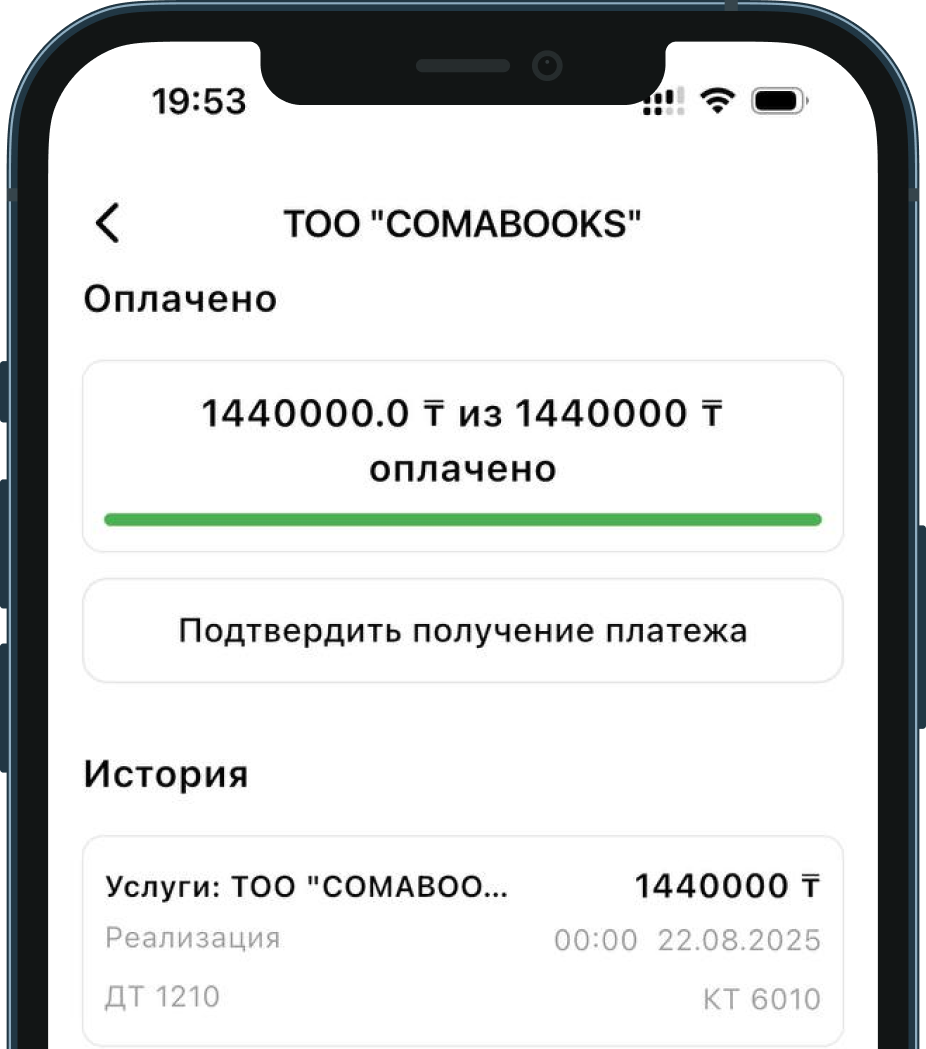 19:53
ТОО "COMABOOKS"
Оплачено
1440000.0 ₸ из 1440000 ₸
оплачено
Подтвердить получение платежа
История
Услуги: ТОО "COMABOO... 1440000 ₸
Реализация 00:00 22.08.2025
ДТ 1210 КТ 6010